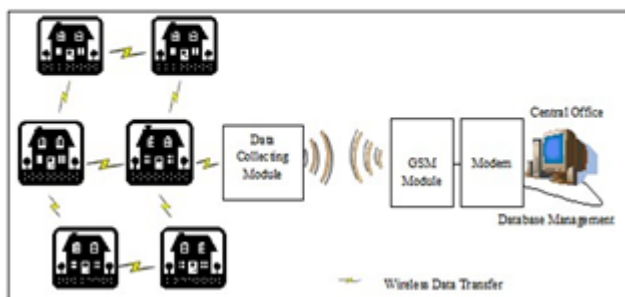 Data
Collecting
Module
GSM
Module
Modem
Central Office
Database Management
Wireless Data Transfer